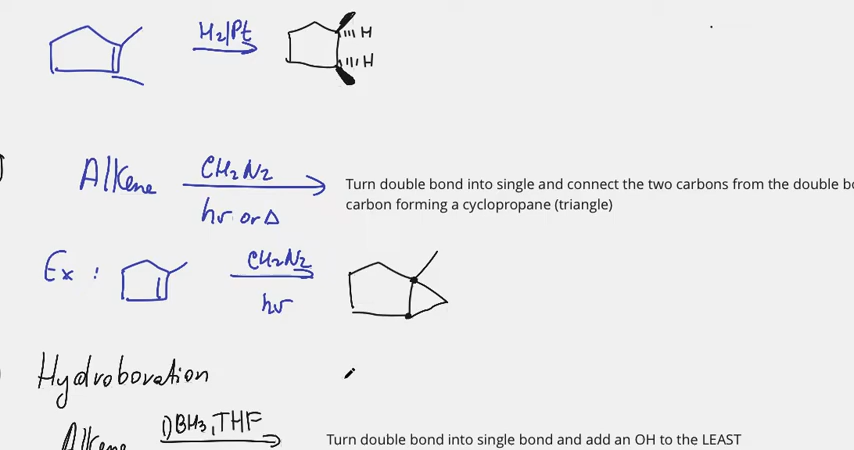 H2/Pt
H
H
Alkene CH2N2
hν or Δ
Turn double bond into single and connect the two carbons from the double
carbon forming a cyclopropane (triangle)
Ex : CH2N2
hν
Hydroboration
Alkene 1) BH3, THF
Turn double bond into single bond and add an OH to the LEAST